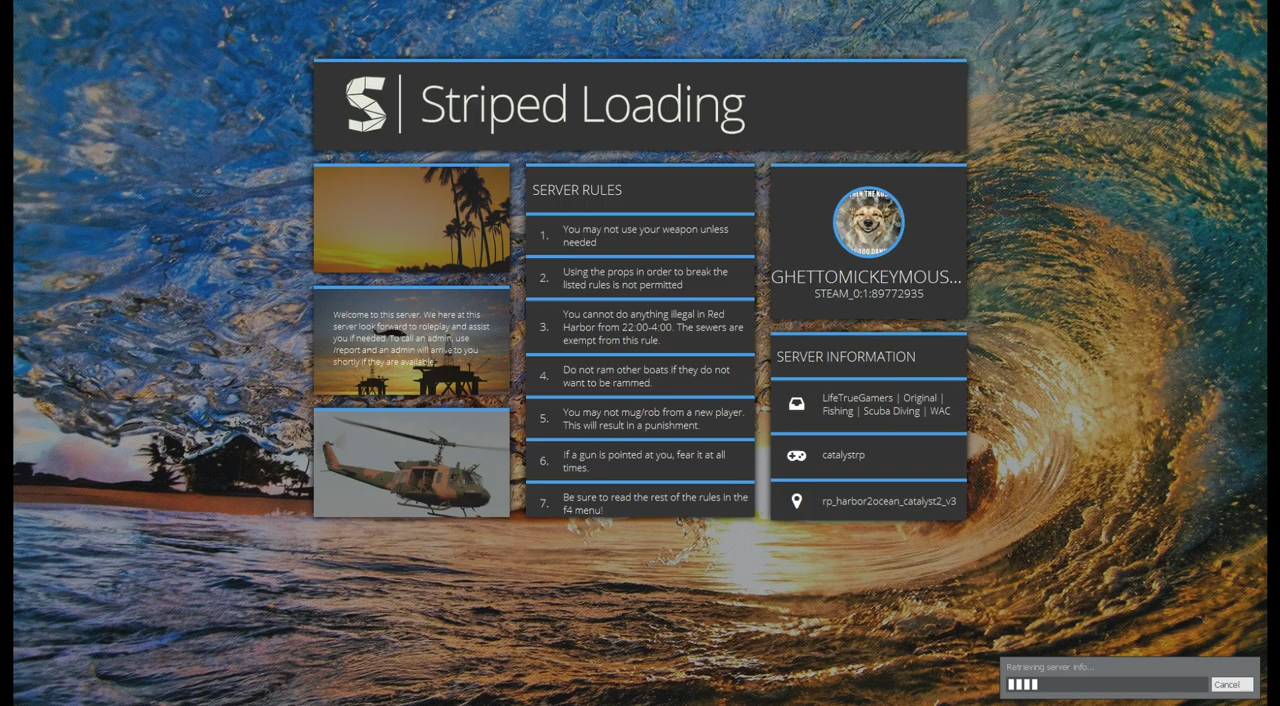 S
Striped Loading
Welcome to this server. We here at this
server look forward to roleplay and assist
you if needed. To call an admin, use
/report and an admin will arrive to you
shortly if they are available.
SERVER RULES
1. You may not use your weapon unless
needed
2. Using the props in order to break the
listed rules is not permitted
3. You cannot do anything illegal in Red
Harbor from 22:00-4:00. The sewers are
exempt from this rule.
4. Do not ram other boats if they do not
want to be rammed.
5. You may not mug/rob from a new player.
This will result in a punishment.
6. If a gun is pointed at you, fear it at all
times.
7. Be sure to read the rest of the rules in the
f4 menu!
GHETTOMICKEYMOUS...
STEAM_0:1:89772935
SERVER INFORMATION
LifeTrueGamers | Original |
Fishing | Scuba Diving | WAC
catalystrp
rp_harbor2ocean_catalyst2_v3
Retrieving server info...
Cancel